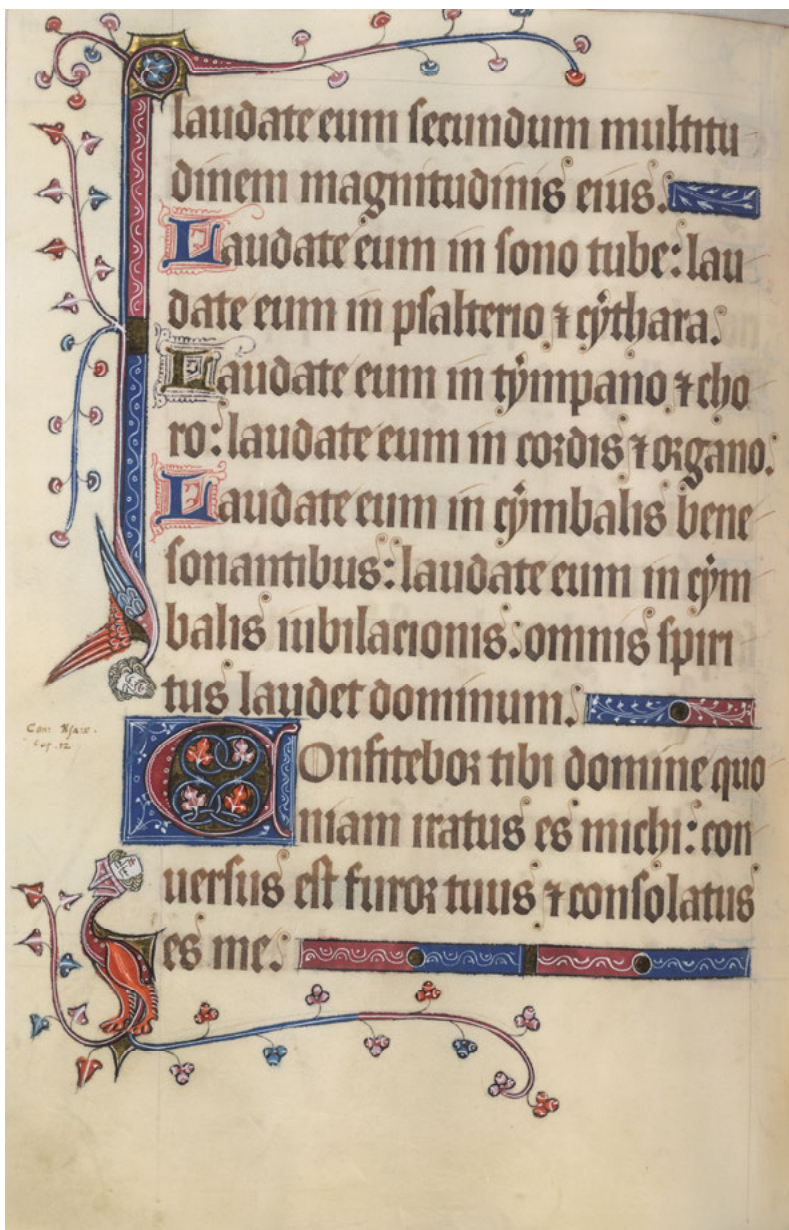 laudate eum secundum multitu
dinem magnitudinis eius.
Laudate eum in sono tube: lau
date eum in psalterio ⁊ cythara.
Laudate eum in tympano ⁊ cho
ro: laudate eum in cordis ⁊ organo.
Laudate eum in cymbalis bene
sonantibus: laudate eum in cym
balis iubilacionis: omnis spiri
tus laudet dominum.
Confitebor tibi domine quo
niam iratus es michi: con
uersus est furor tuus ⁊ consolatus
es me.